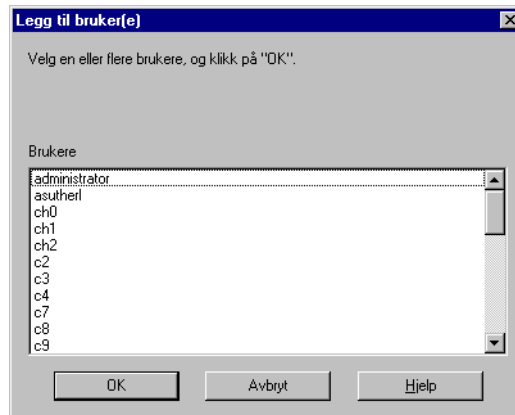 Legg til bruker(e)
Velg en eller flere brukere, og klikk på "OK".
Brukere
administrator
asutherl
ch0
ch1
ch2
c2
c3
c4
c7
c8
c9
OK Avbryt Hjelp